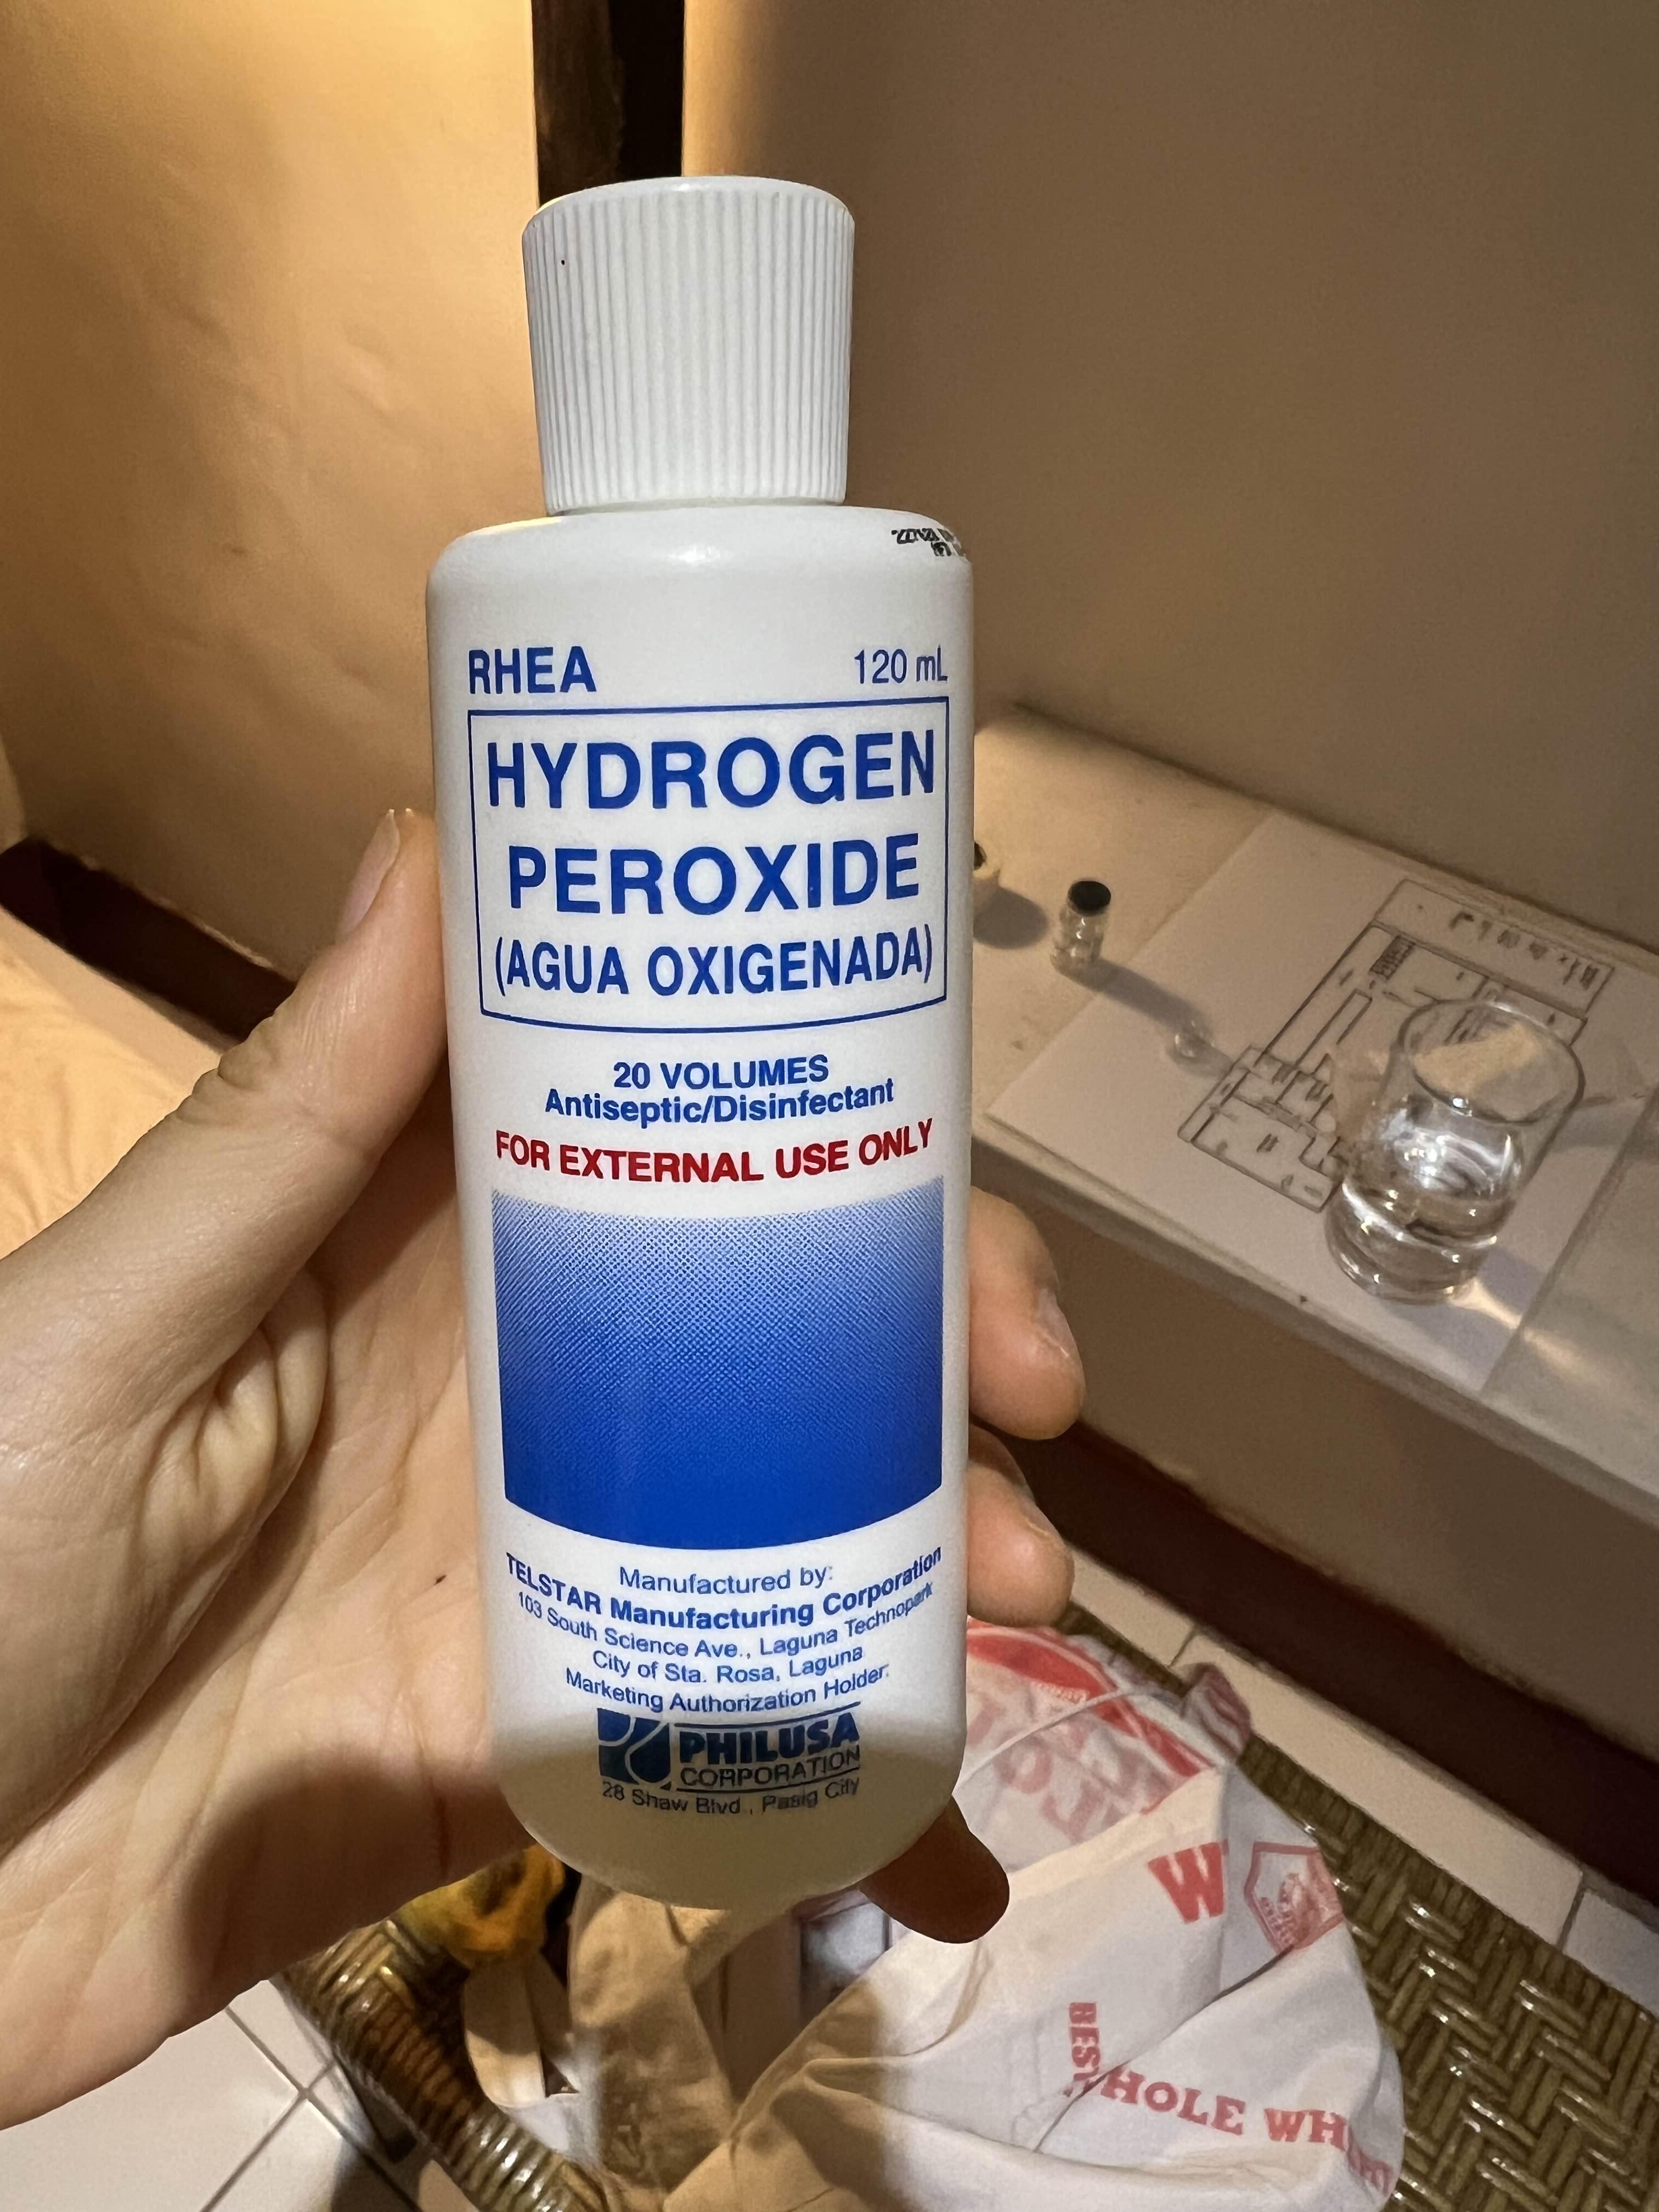 RHEA
120 mL
HYDROGEN
PEROXIDE
(AGUA OXIGENADA)
20 VOLUMES
Antiseptic/Disinfectant
FOR EXTERNAL USE ONLY
Manufactured by:
TELSTAR Manufacturing Corporation
103 South Science Ave., Laguna Technopark
City of Sta. Rosa, Laguna
Marketing Authorization Holder:
PHILUSA
CORPORATION
28 Shaw Blvd., Pasig City
W
BEST